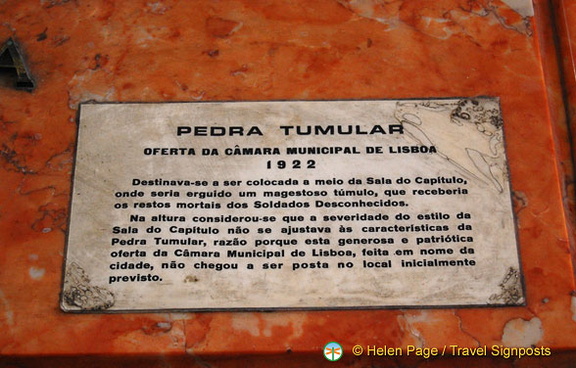 A
PEDRA TUMULAR
OFERTA DA CÂMARA MUNICIPAL DE LISBOA
1922
Destinava-se a ser colocada a meio da Sala do Capítulo,
onde seria erguido um magestoso túmulo, que receberia
os restos mortais dos Soldados Desconhecidos.
Na altura considerou-se que a severidade do estilo da
Sala do Capítulo não se ajustava às características da
Pedra Tumular, razão porque esta generosa e patriótica
oferta da Câmara Municipal de Lisboa, feita em nome da
cidade, não chegou a ser posta no local inicialmente
previsto.
© Helen Page / Travel Signposts